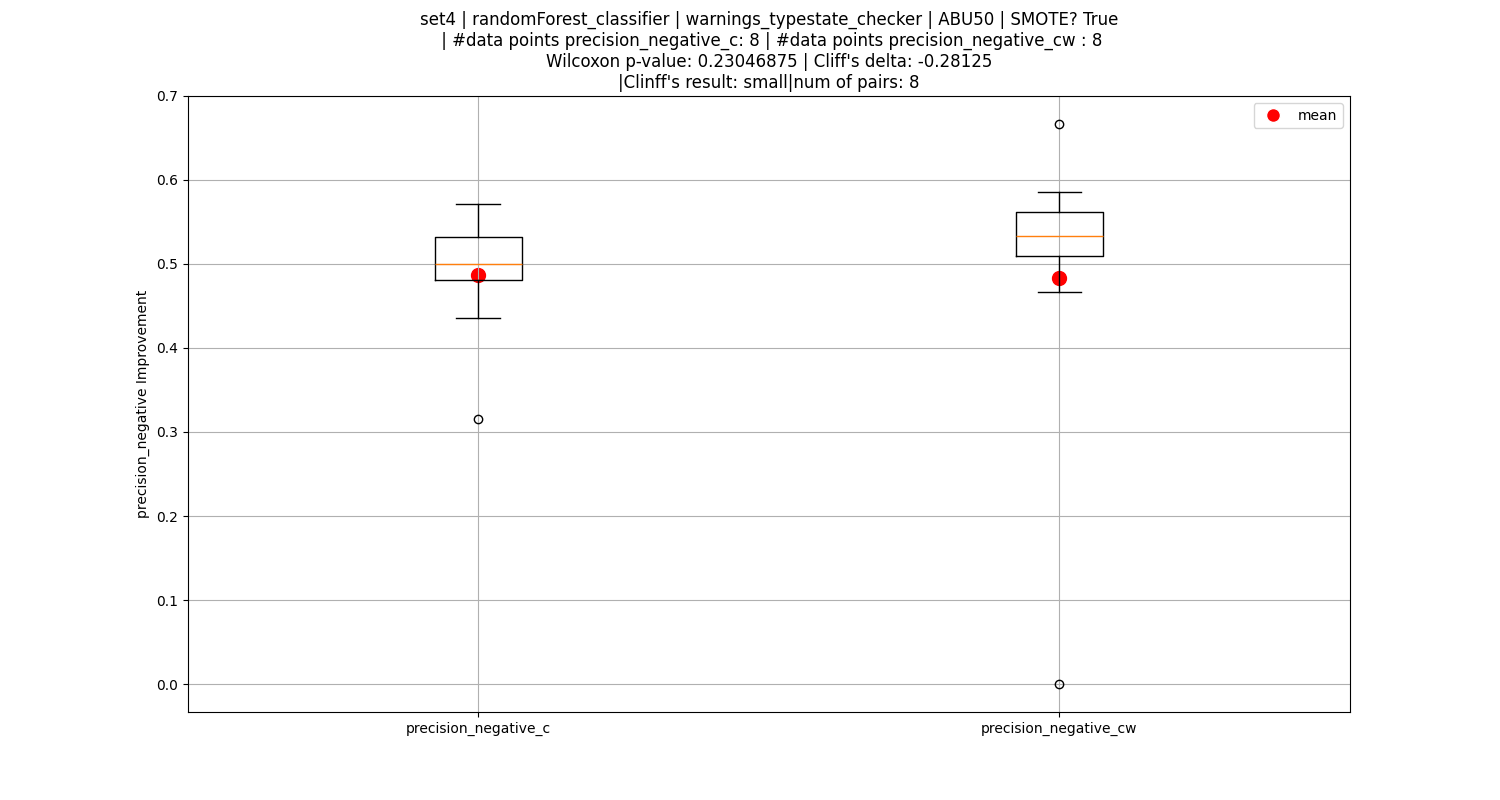 set4 | randomForest_classifier | warnings_typestate_checker | ABU50 | SMOTE? True
| #data points precision_negative_c: 8 | #data points precision_negative_cw : 8
Wilcoxon p-value: 0.23046875 | Cliff's delta: -0.28125
|Clinff's result: small|num of pairs: 8
mean
0.7
0.6
0.5
0.4
0.3
0.2
0.1
0.0
precision_negative Improvement
precision_negative_c
precision_negative_cw